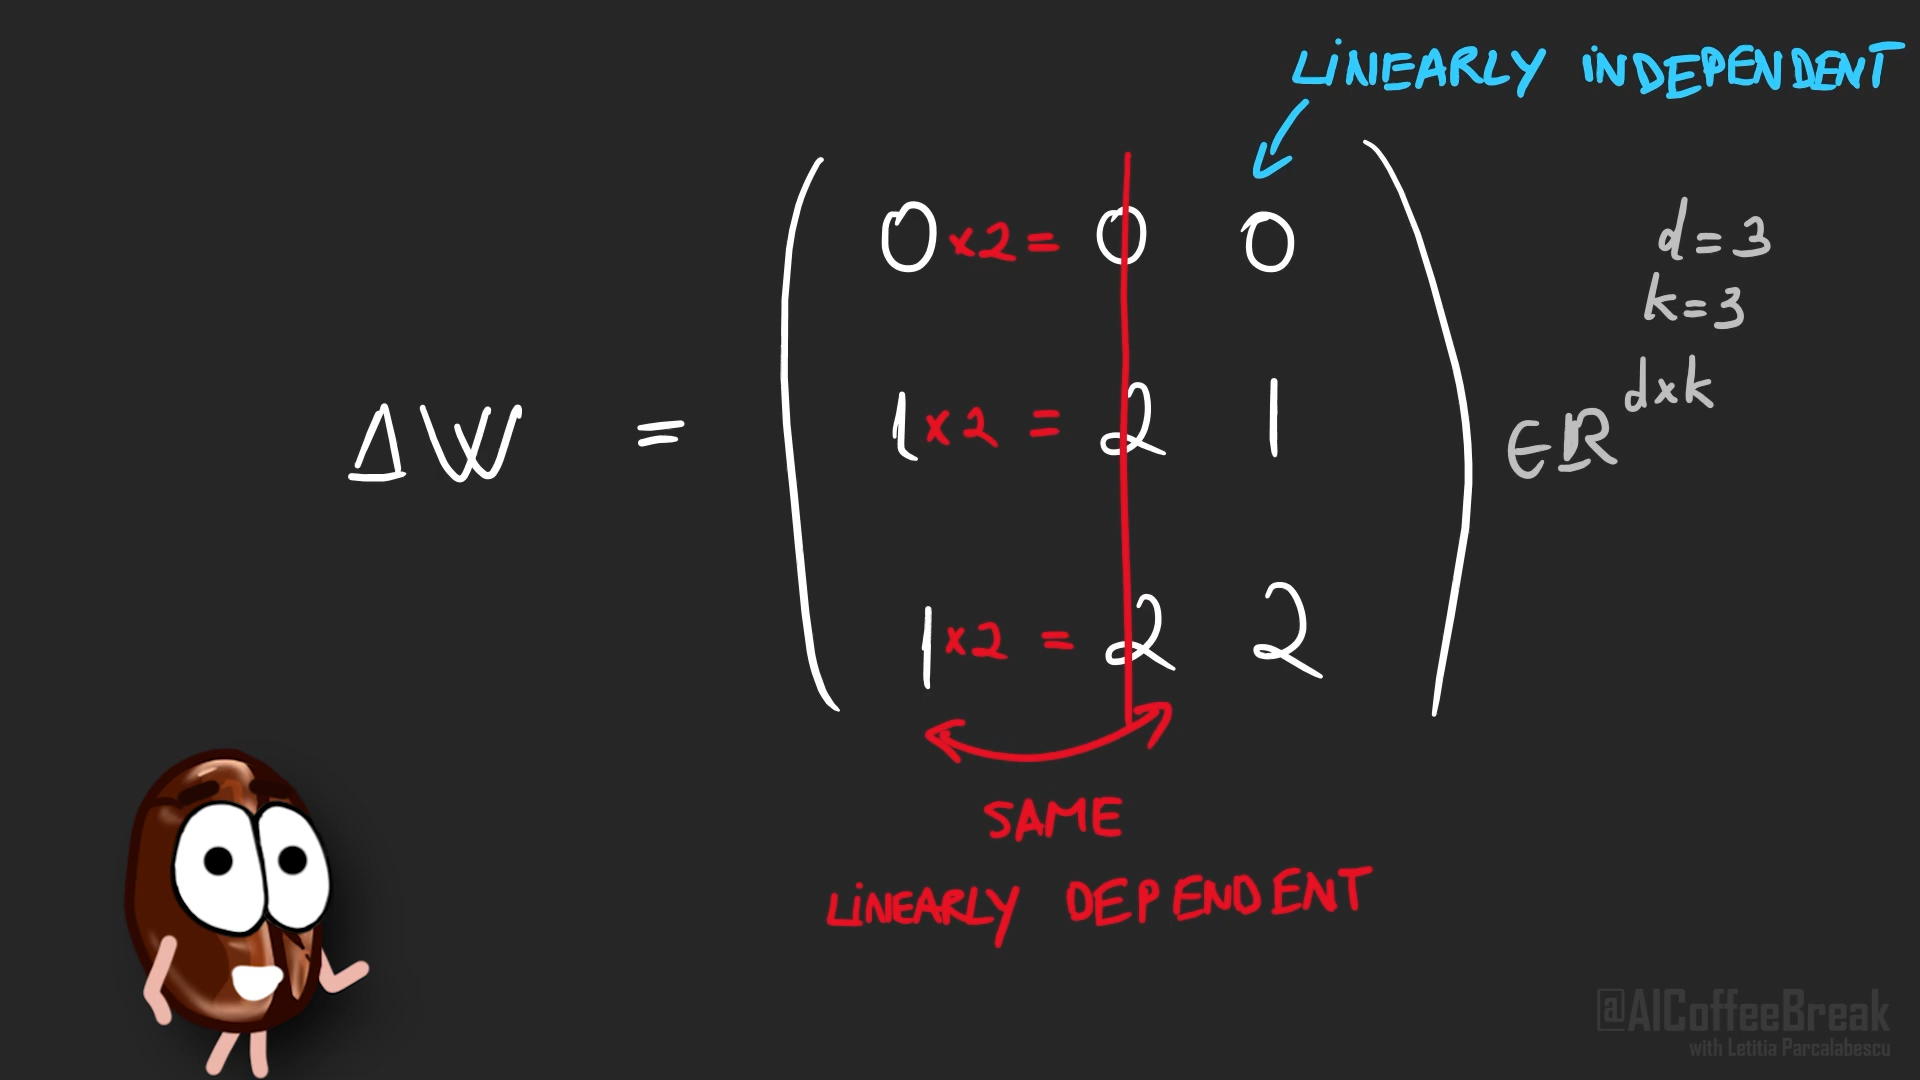 LINEARLY INDEPENDENT
0 ×2 = 0 0
d = 3
k = 3
ΔW = 1 ×2 = 2 1 ∈ ℝ^{d×k}
1 ×2 = 2 2
SAME
LINEARLY DEPENDENT
@AICoffeeBreak
with Letitia Parcalabescu